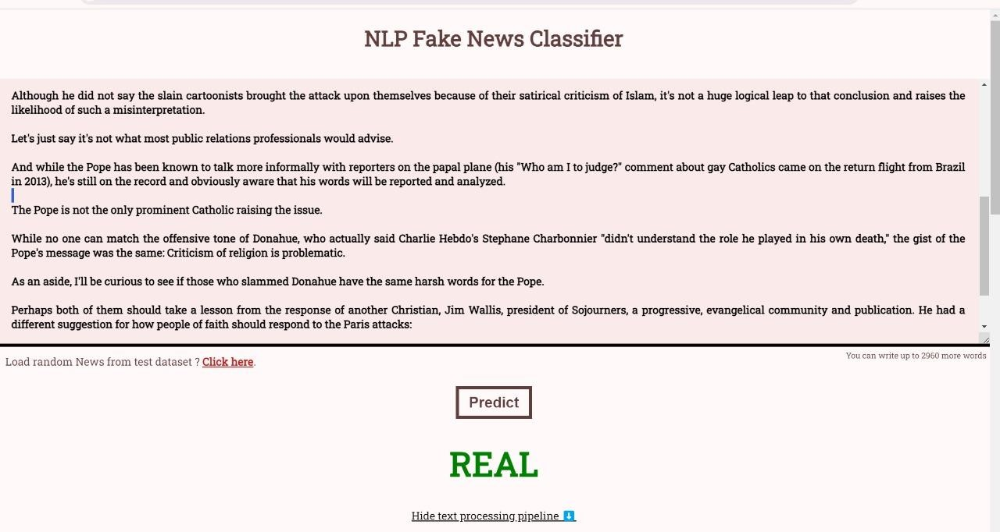 NLP Fake News Classifier
Although he did not say the slain cartoonists brought the attack upon themselves because of their satirical criticism of Islam, it's not a huge logical leap to that conclusion and raises the
likelihood of such a misinterpretation.
Let's just say it's not what most public relations professionals would advise.
And while the Pope has been known to talk more informally with reporters on the papal plane (his "Who am I to judge?" comment about gay Catholics came on the return flight from Brazil
in 2013), he's still on the record and obviously aware that his words will be reported and analyzed.
The Pope is not the only prominent Catholic raising the issue.
While no one can match the offensive tone of Donahue, who actually said Charlie Hebdo's Stephane Charbonnier "didn't understand the role he played in his own death," the gist of the
Pope's message was the same: Criticism of religion is problematic.
As an aside, I'll be curious to see if those who slammed Donahue have the same harsh words for the Pope.
Perhaps both of them should take a lesson from the response of another Christian, Jim Wallis, president of Sojourners, a progressive, evangelical community and publication. He had a
different suggestion for how people of faith should respond to the Paris attacks:
Load random News from test dataset ? Click here.
You can write up to 2960 more words
Predict
REAL
Hide text processing pipeline ⬇️